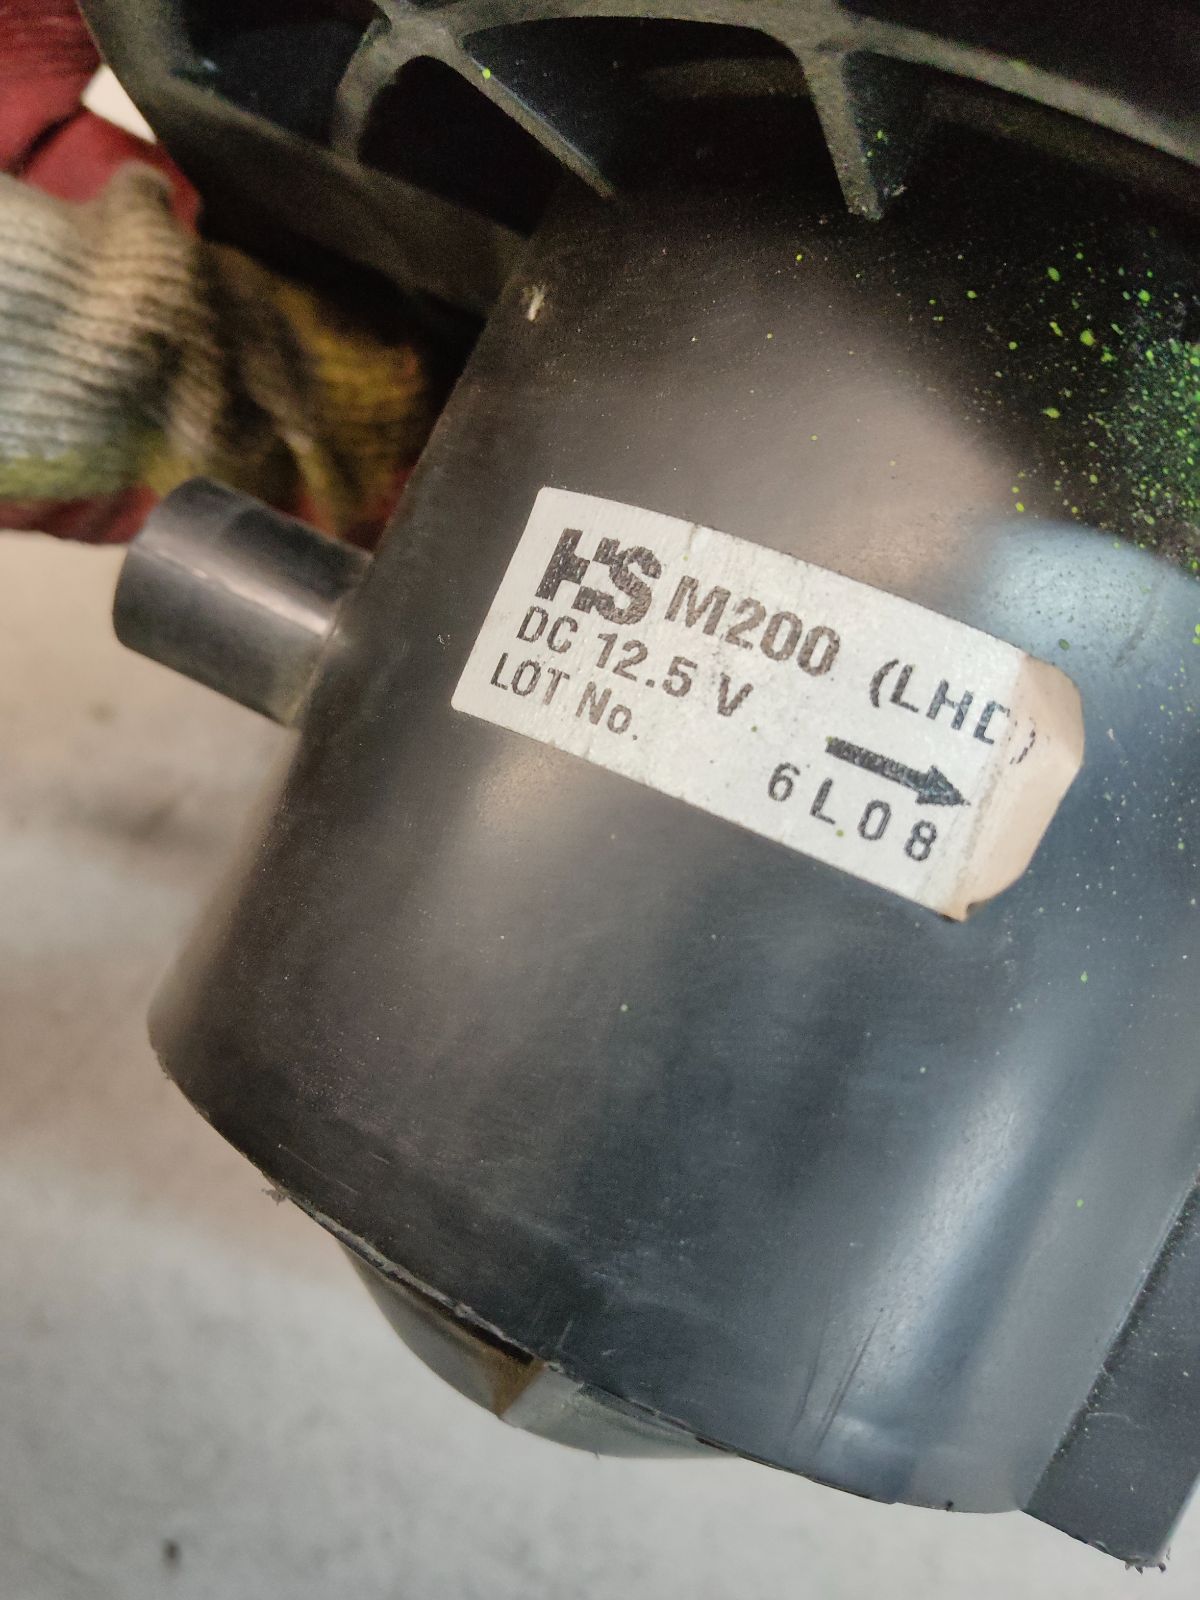 HS M200 (LHD)
DC 12.5 V
LOT No.
6L08